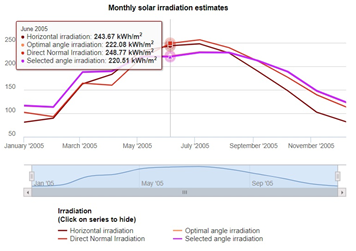 Monthly solar irradiation estimates
June 2005
Horizontal irradiation: 243.67 kWh/m²
Optimal angle irradiation: 222.08 kWh/m²
Direct Normal Irradiation: 248.77 kWh/m²
Selected angle irradiation: 220.51 kWh/m²
250
200
150
100
50
January '2005
March '2005
May '2005
July '2005
September '2005
November '2005
Jan '05
May '05
Sep '05
Irradiation
(Click on series to hide)
Horizontal irradiation
Optimal angle irradiation
Direct Normal Irradiation
Selected angle irradiation